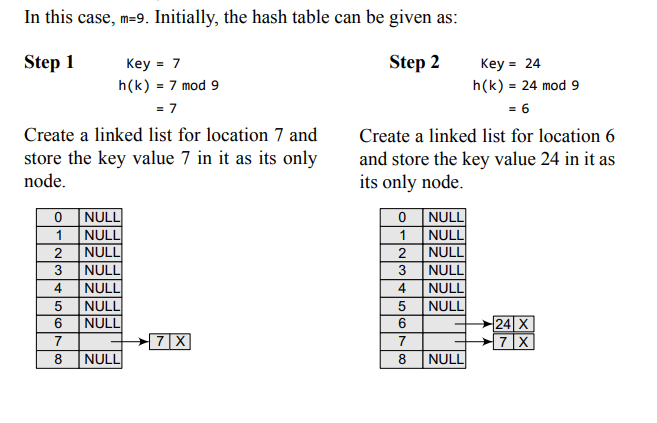 In this case, m=9. Initially, the hash table can be given as:
Step 1 Key = 7
h(k) = 7 mod 9
= 7
Create a linked list for location 7 and
store the key value 7 in it as its only
node.
0 NULL
1 NULL
2 NULL
3 NULL
4 NULL
5 NULL
6 NULL
7 7 X
8 NULL
Step 2 Key = 24
h(k) = 24 mod 9
= 6
Create a linked list for location 6
and store the key value 24 in it as
its only node.
0 NULL
1 NULL
2 NULL
3 NULL
4 NULL
5 NULL
6 24 X
7 7 X
8 NULL